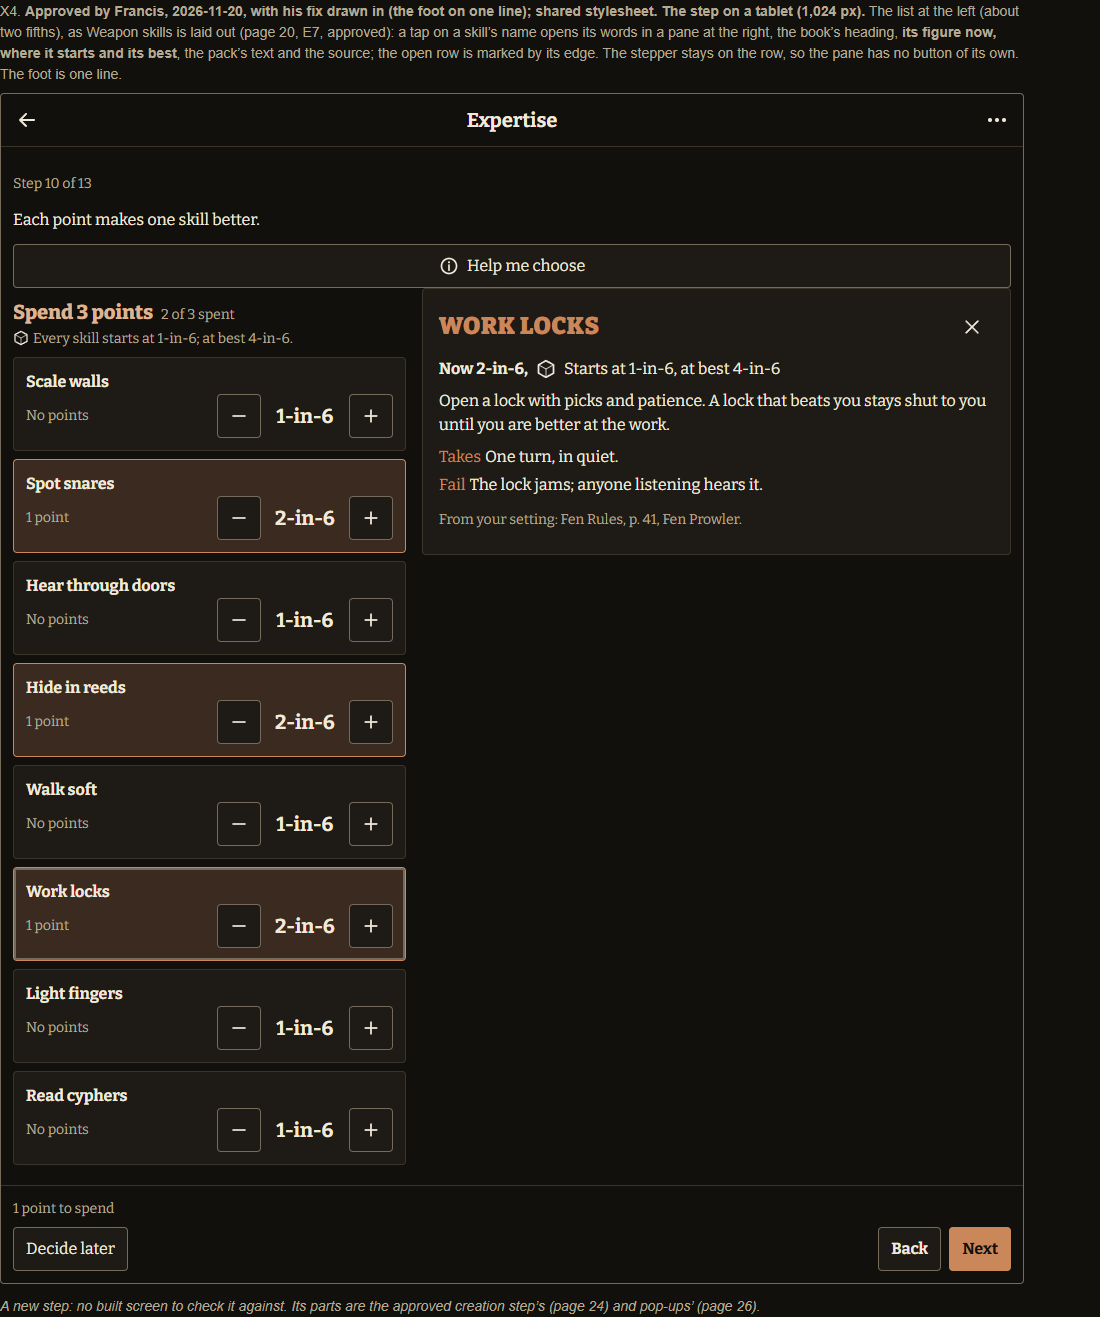 X4. Approved by Francis, 2026-11-20, with his fix drawn in (the foot on one line); shared stylesheet. The step on a tablet (1,024 px). The list at the left (about
two fifths), as Weapon skills is laid out (page 20, E7, approved): a tap on a skill's name opens its words in a pane at the right, the book's heading, its figure now,
where it starts and its best, the pack's text and the source; the open row is marked by its edge. The stepper stays on the row, so the pane has no button of its own.
The foot is one line.
Expertise
Step 10 of 13
Each point makes one skill better.
Help me choose
Spend 3 points 2 of 3 spent
Every skill starts at 1-in-6; at best 4-in-6.
Scale walls
No points
− 1-in-6 +
Spot snares
1 point
− 2-in-6 +
Hear through doors
No points
− 1-in-6 +
Hide in reeds
1 point
− 2-in-6 +
Walk soft
No points
− 1-in-6 +
Work locks
1 point
− 2-in-6 +
Light fingers
No points
− 1-in-6 +
Read cyphers
No points
− 1-in-6 +
WORK LOCKS
Now 2-in-6, Starts at 1-in-6, at best 4-in-6
Open a lock with picks and patience. A lock that beats you stays shut to you
until you are better at the work.
Takes One turn, in quiet.
Fail The lock jams; anyone listening hears it.
From your setting: Fen Rules, p. 41, Fen Prowler.
1 point to spend
Decide later
Back
Next
A new step: no built screen to check it against. Its parts are the approved creation step's (page 24) and pop-ups' (page 26).